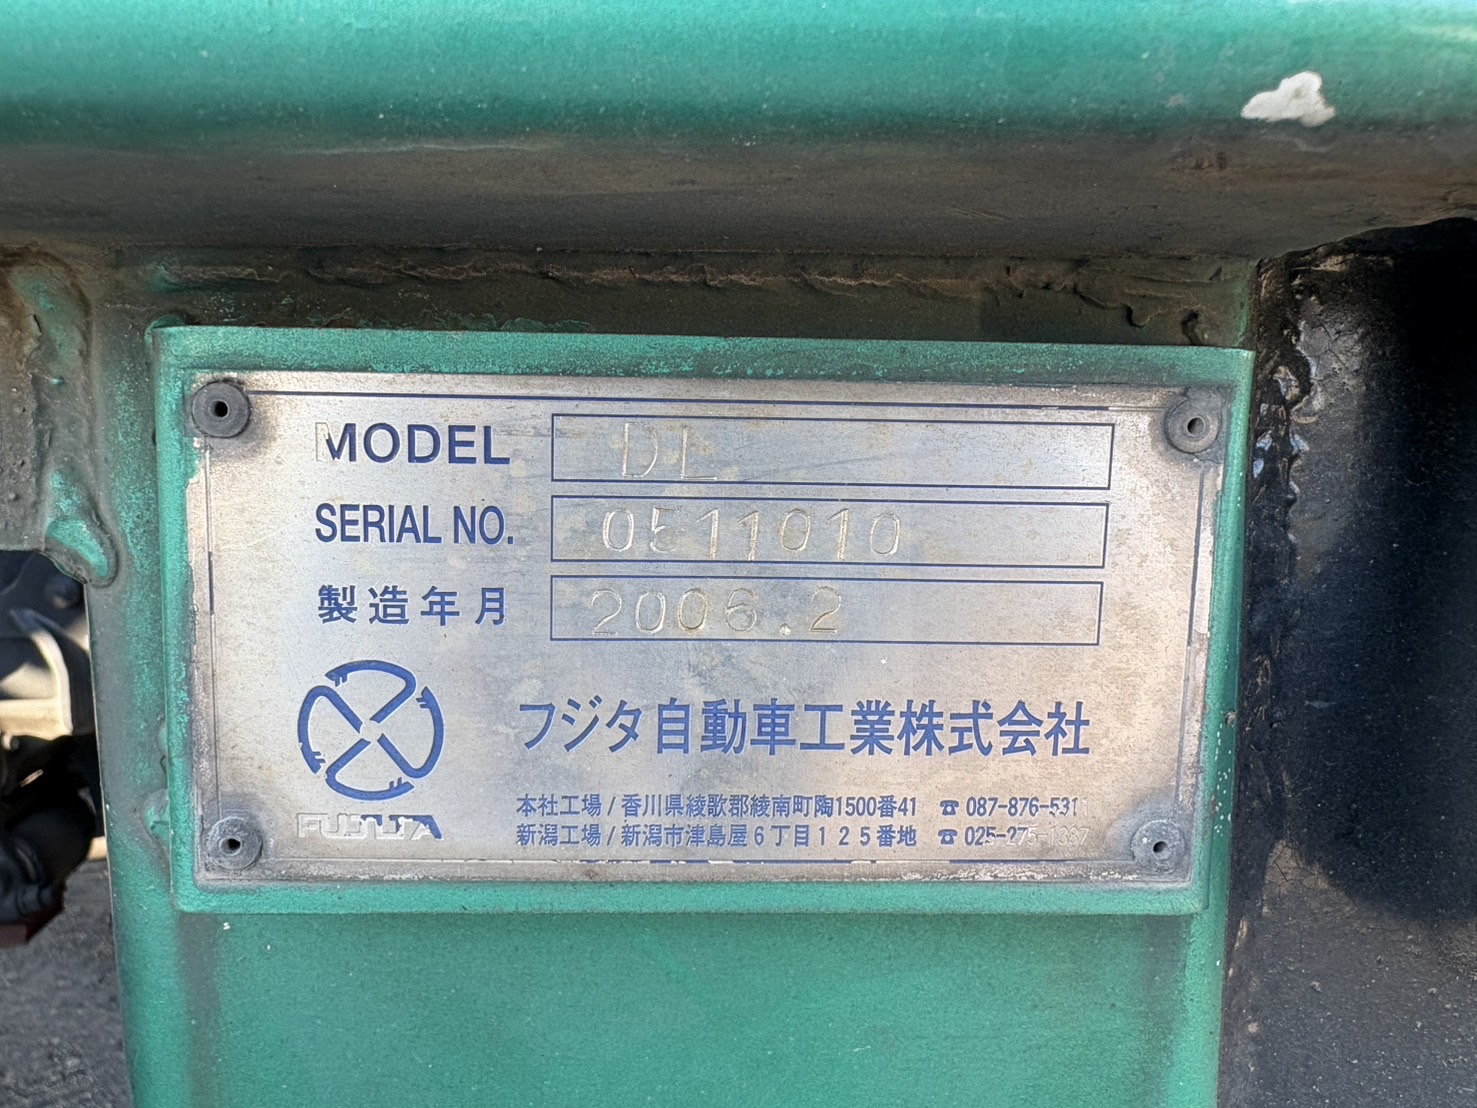 MODEL DL
SERIAL NO. 0511010
製造年月 2006.2
フジタ自動車工業株式会社
本社工場/香川県綾歌郡綾南町陶1500番41 ☎ 087-876-5311
新潟工場/新潟市津島屋6丁目125番地 ☎ 025-275-1337
FUJITA